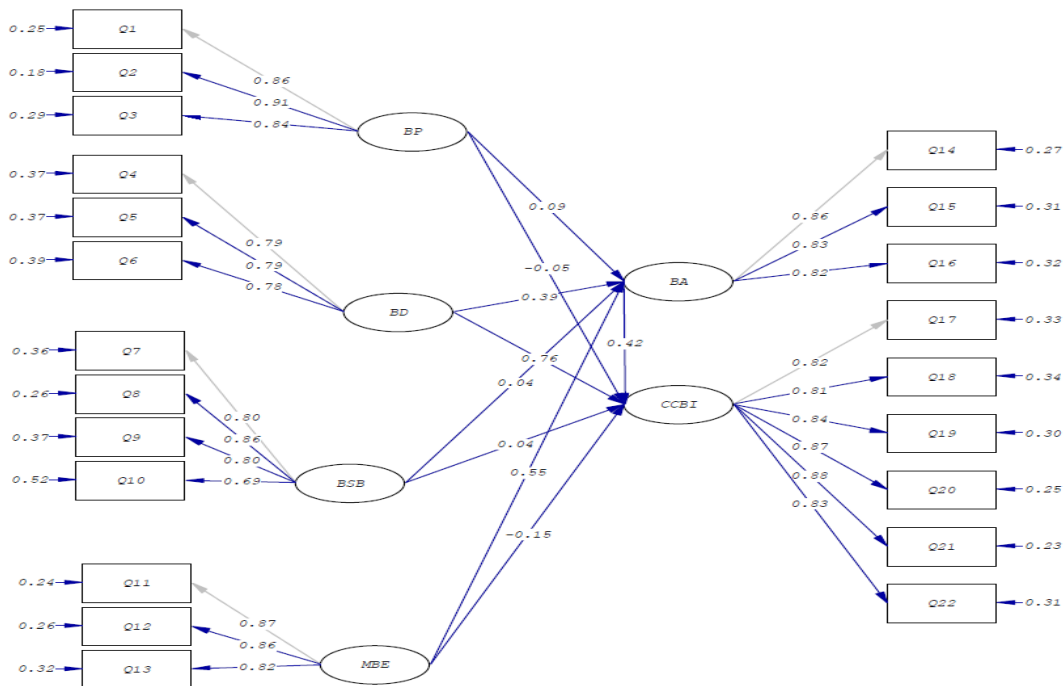 0.25 Q1
0.18 Q2
0.29 Q3
0.86
0.91
0.84
BP
0.37 Q4
0.37 Q5
0.39 Q6
0.79
0.79
0.78
BD
0.36 Q7
0.26 Q8
0.37 Q9
0.52 Q10
0.80
0.86
0.80
0.69
BSB
0.24 Q11
0.26 Q12
0.32 Q13
0.87
0.86
0.82
MBE
0.09
-0.05
0.39
0.76
0.04
0.04
0.55
-0.15
0.42
BA
0.86
0.83
0.82
Q14 0.27
Q15 0.31
Q16 0.32
CCBI
0.82
0.81
0.84
0.87
0.88
0.83
Q17 0.33
Q18 0.34
Q19 0.30
Q20 0.25
Q21 0.23
Q22 0.31